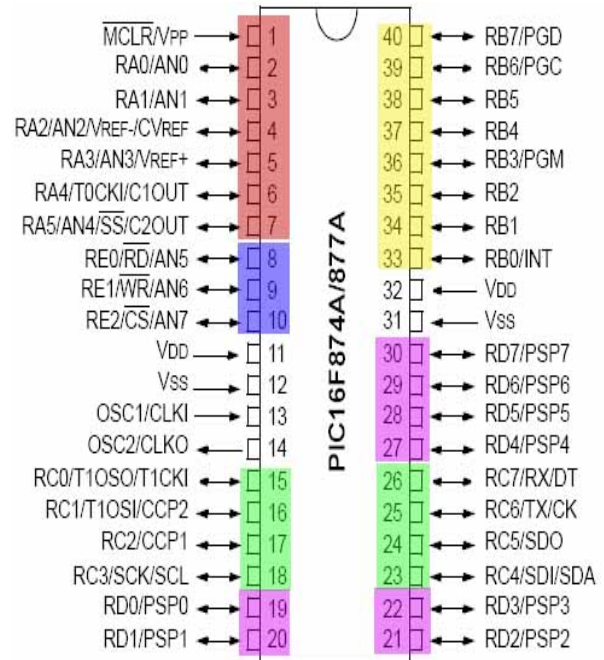 MCLR/VPP 1 40 RB7/PGD
RA0/AN0 2 39 RB6/PGC
RA1/AN1 3 38 RB5
RA2/AN2/VREF-/CVREF 4 37 RB4
RA3/AN3/VREF+ 5 36 RB3/PGM
RA4/T0CKI/C1OUT 6 35 RB2
RA5/AN4/SS/C2OUT 7 34 RB1
RE0/RD/AN5 8 33 RB0/INT
RE1/WR/AN6 9 32 VDD
RE2/CS/AN7 10 31 VSS
VDD 11 30 RD7/PSP7
VSS 12 29 RD6/PSP6
OSC1/CLKI 13 28 RD5/PSP5
OSC2/CLKO 14 27 RD4/PSP4
RC0/T1OSO/T1CKI 15 26 RC7/RX/DT
RC1/T1OSI/CCP2 16 25 RC6/TX/CK
RC2/CCP1 17 24 RC5/SDO
RC3/SCK/SCL 18 23 RC4/SDI/SDA
RD0/PSP0 19 22 RD3/PSP3
RD1/PSP1 20 21 RD2/PSP2
PIC16F874A/877A